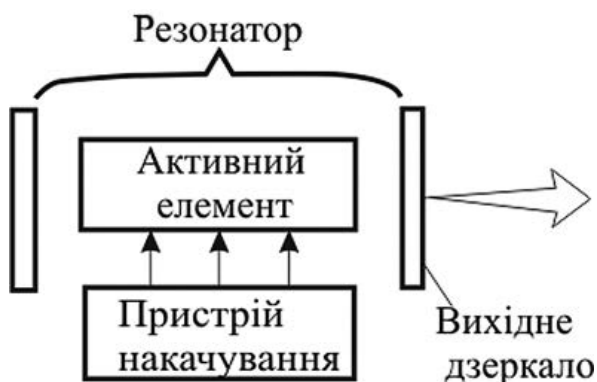 Резонатор
Активний
елемент
Пристрій
накачування
Вихідне
дзеркало